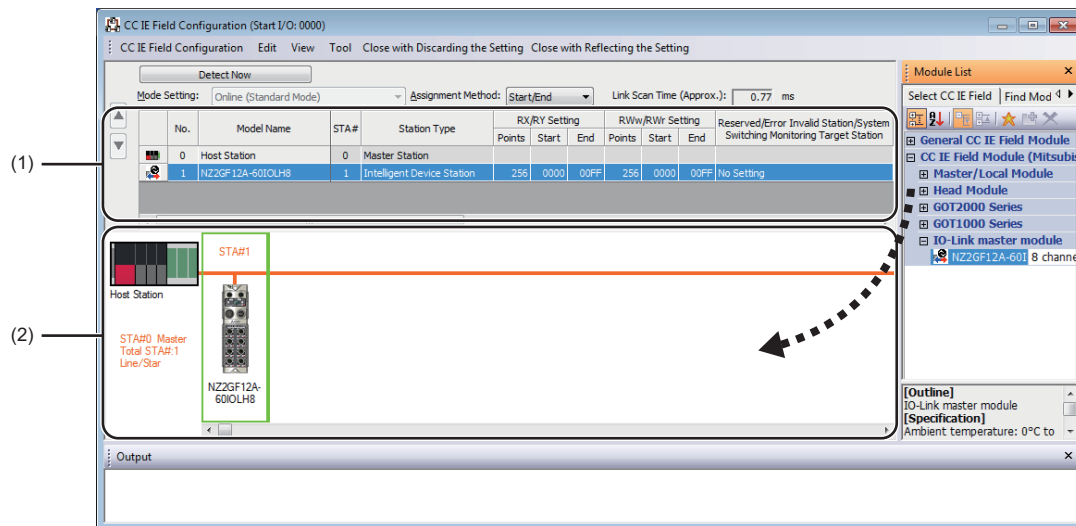 CC IE Field Configuration (Start I/O: 0000)
CC IE Field Configuration Edit View Tool Close with Discarding the Setting Close with Reflecting the Setting
Detect Now
Mode Setting: Online (Standard Mode) Assignment Method: Start/End Link Scan Time (Approx.): 0.77 ms
No. Model Name STA# Station Type RX/RY Setting RWw/RWr Setting Reserved/Error Invalid Station/System Switching Monitoring Target Station
Points Start End Points Start End
0 Host Station 0 Master Station
1 NZ2GF12A-60IOLH8 1 Intelligent Device Station 256 0000 00FF 256 0000 00FF No Setting
(1)
(2)
STA#1
Host Station
STA#0 Master
Total STA#:1
Line/Star
NZ2GF12A-
60IOLH8
Output
Module List
Select CC IE Field Find Mod
General CC IE Field Module
CC IE Field Module (Mitsubis
Master/Local Module
Head Module
GOT2000 Series
GOT1000 Series
IO-Link master module
NZ2GF12A-60I 8 channe
[Outline]
IO-Link master module
[Specification]
Ambient temperature: 0°C to